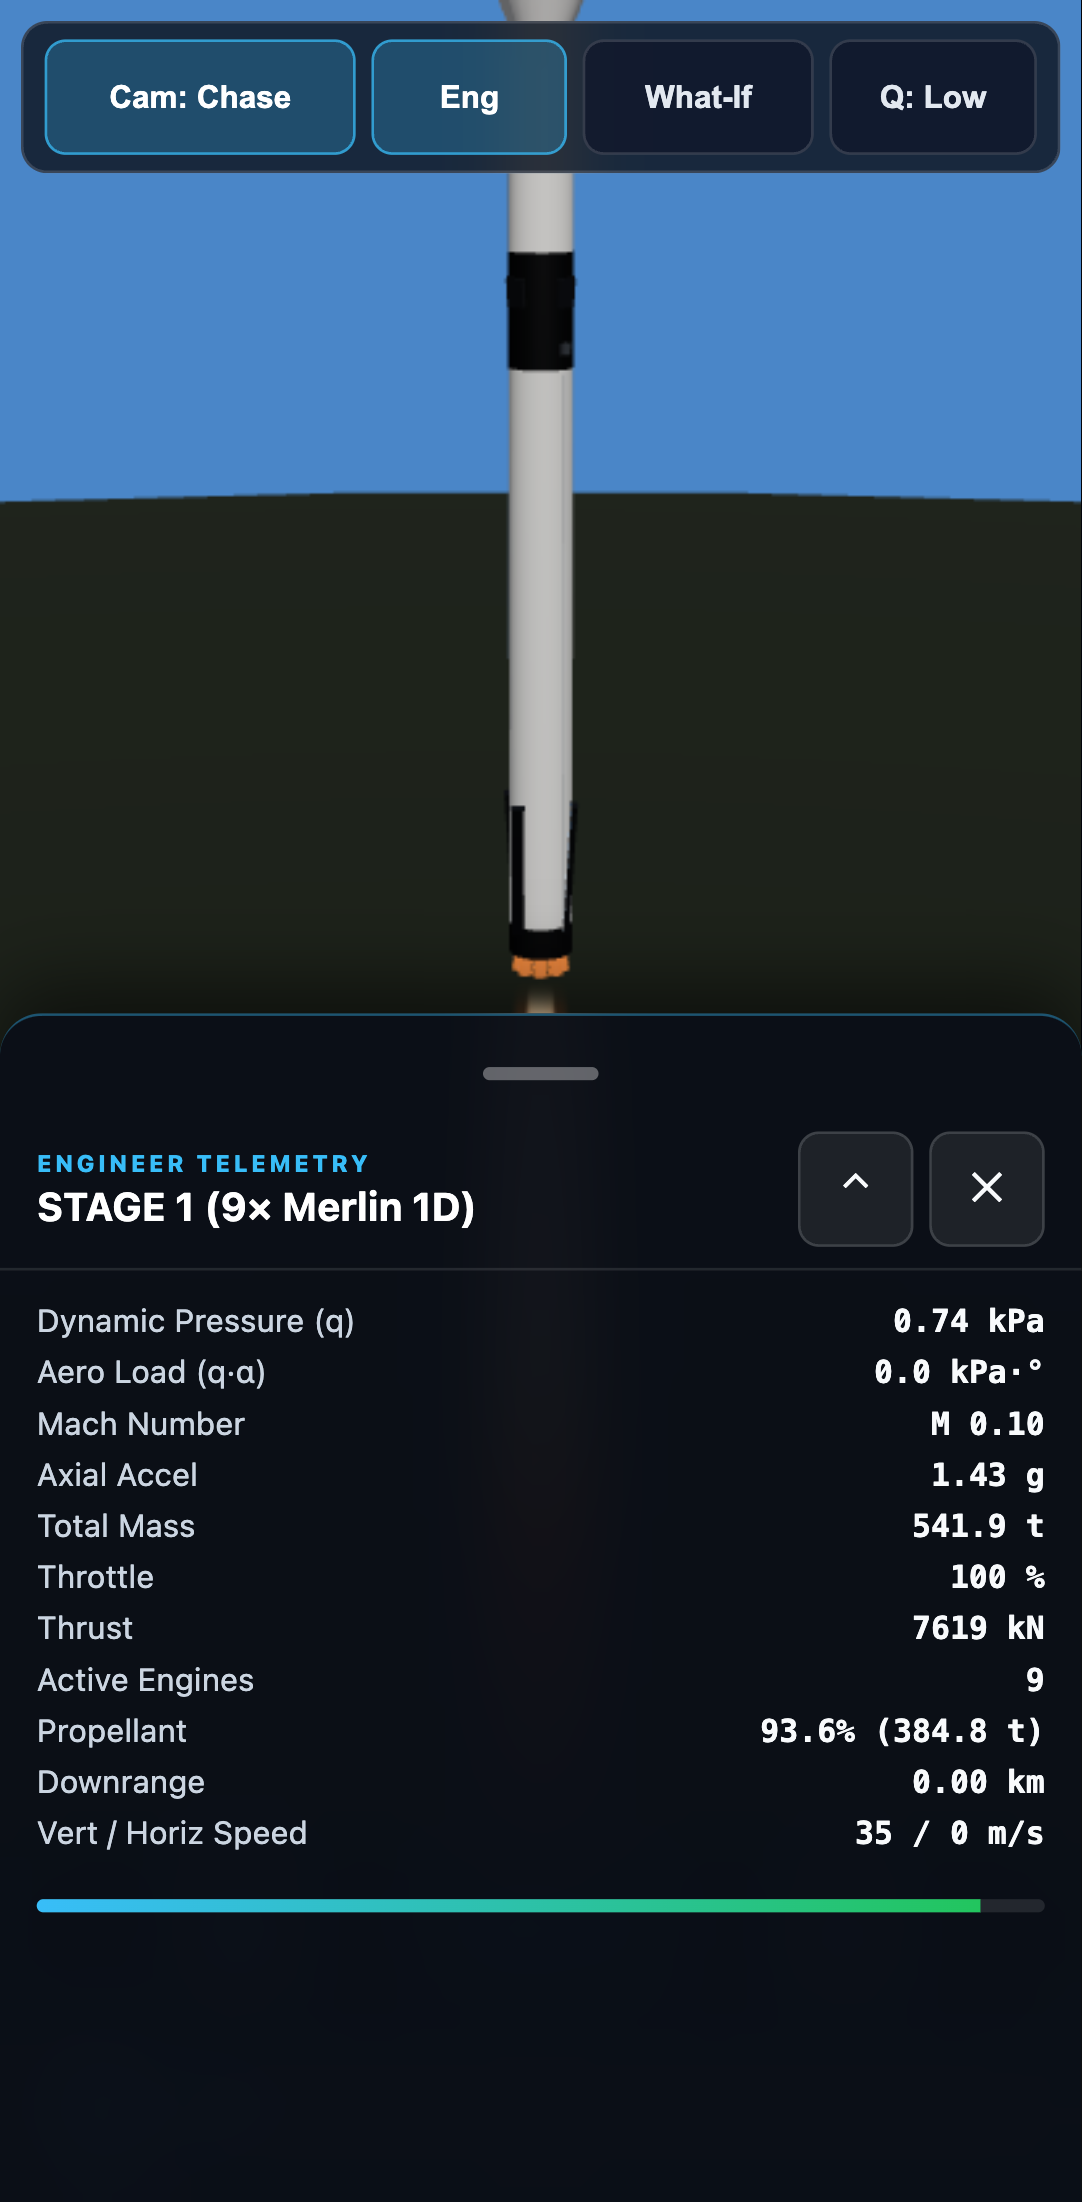 Cam: Chase Eng What-If Q: Low
ENGINEER TELEMETRY
STAGE 1 (9× Merlin 1D)
Dynamic Pressure (q) 0.74 kPa
Aero Load (q·α) 0.0 kPa·°
Mach Number M 0.10
Axial Accel 1.43 g
Total Mass 541.9 t
Throttle 100 %
Thrust 7619 kN
Active Engines 9
Propellant 93.6% (384.8 t)
Downrange 0.00 km
Vert / Horiz Speed 35 / 0 m/s